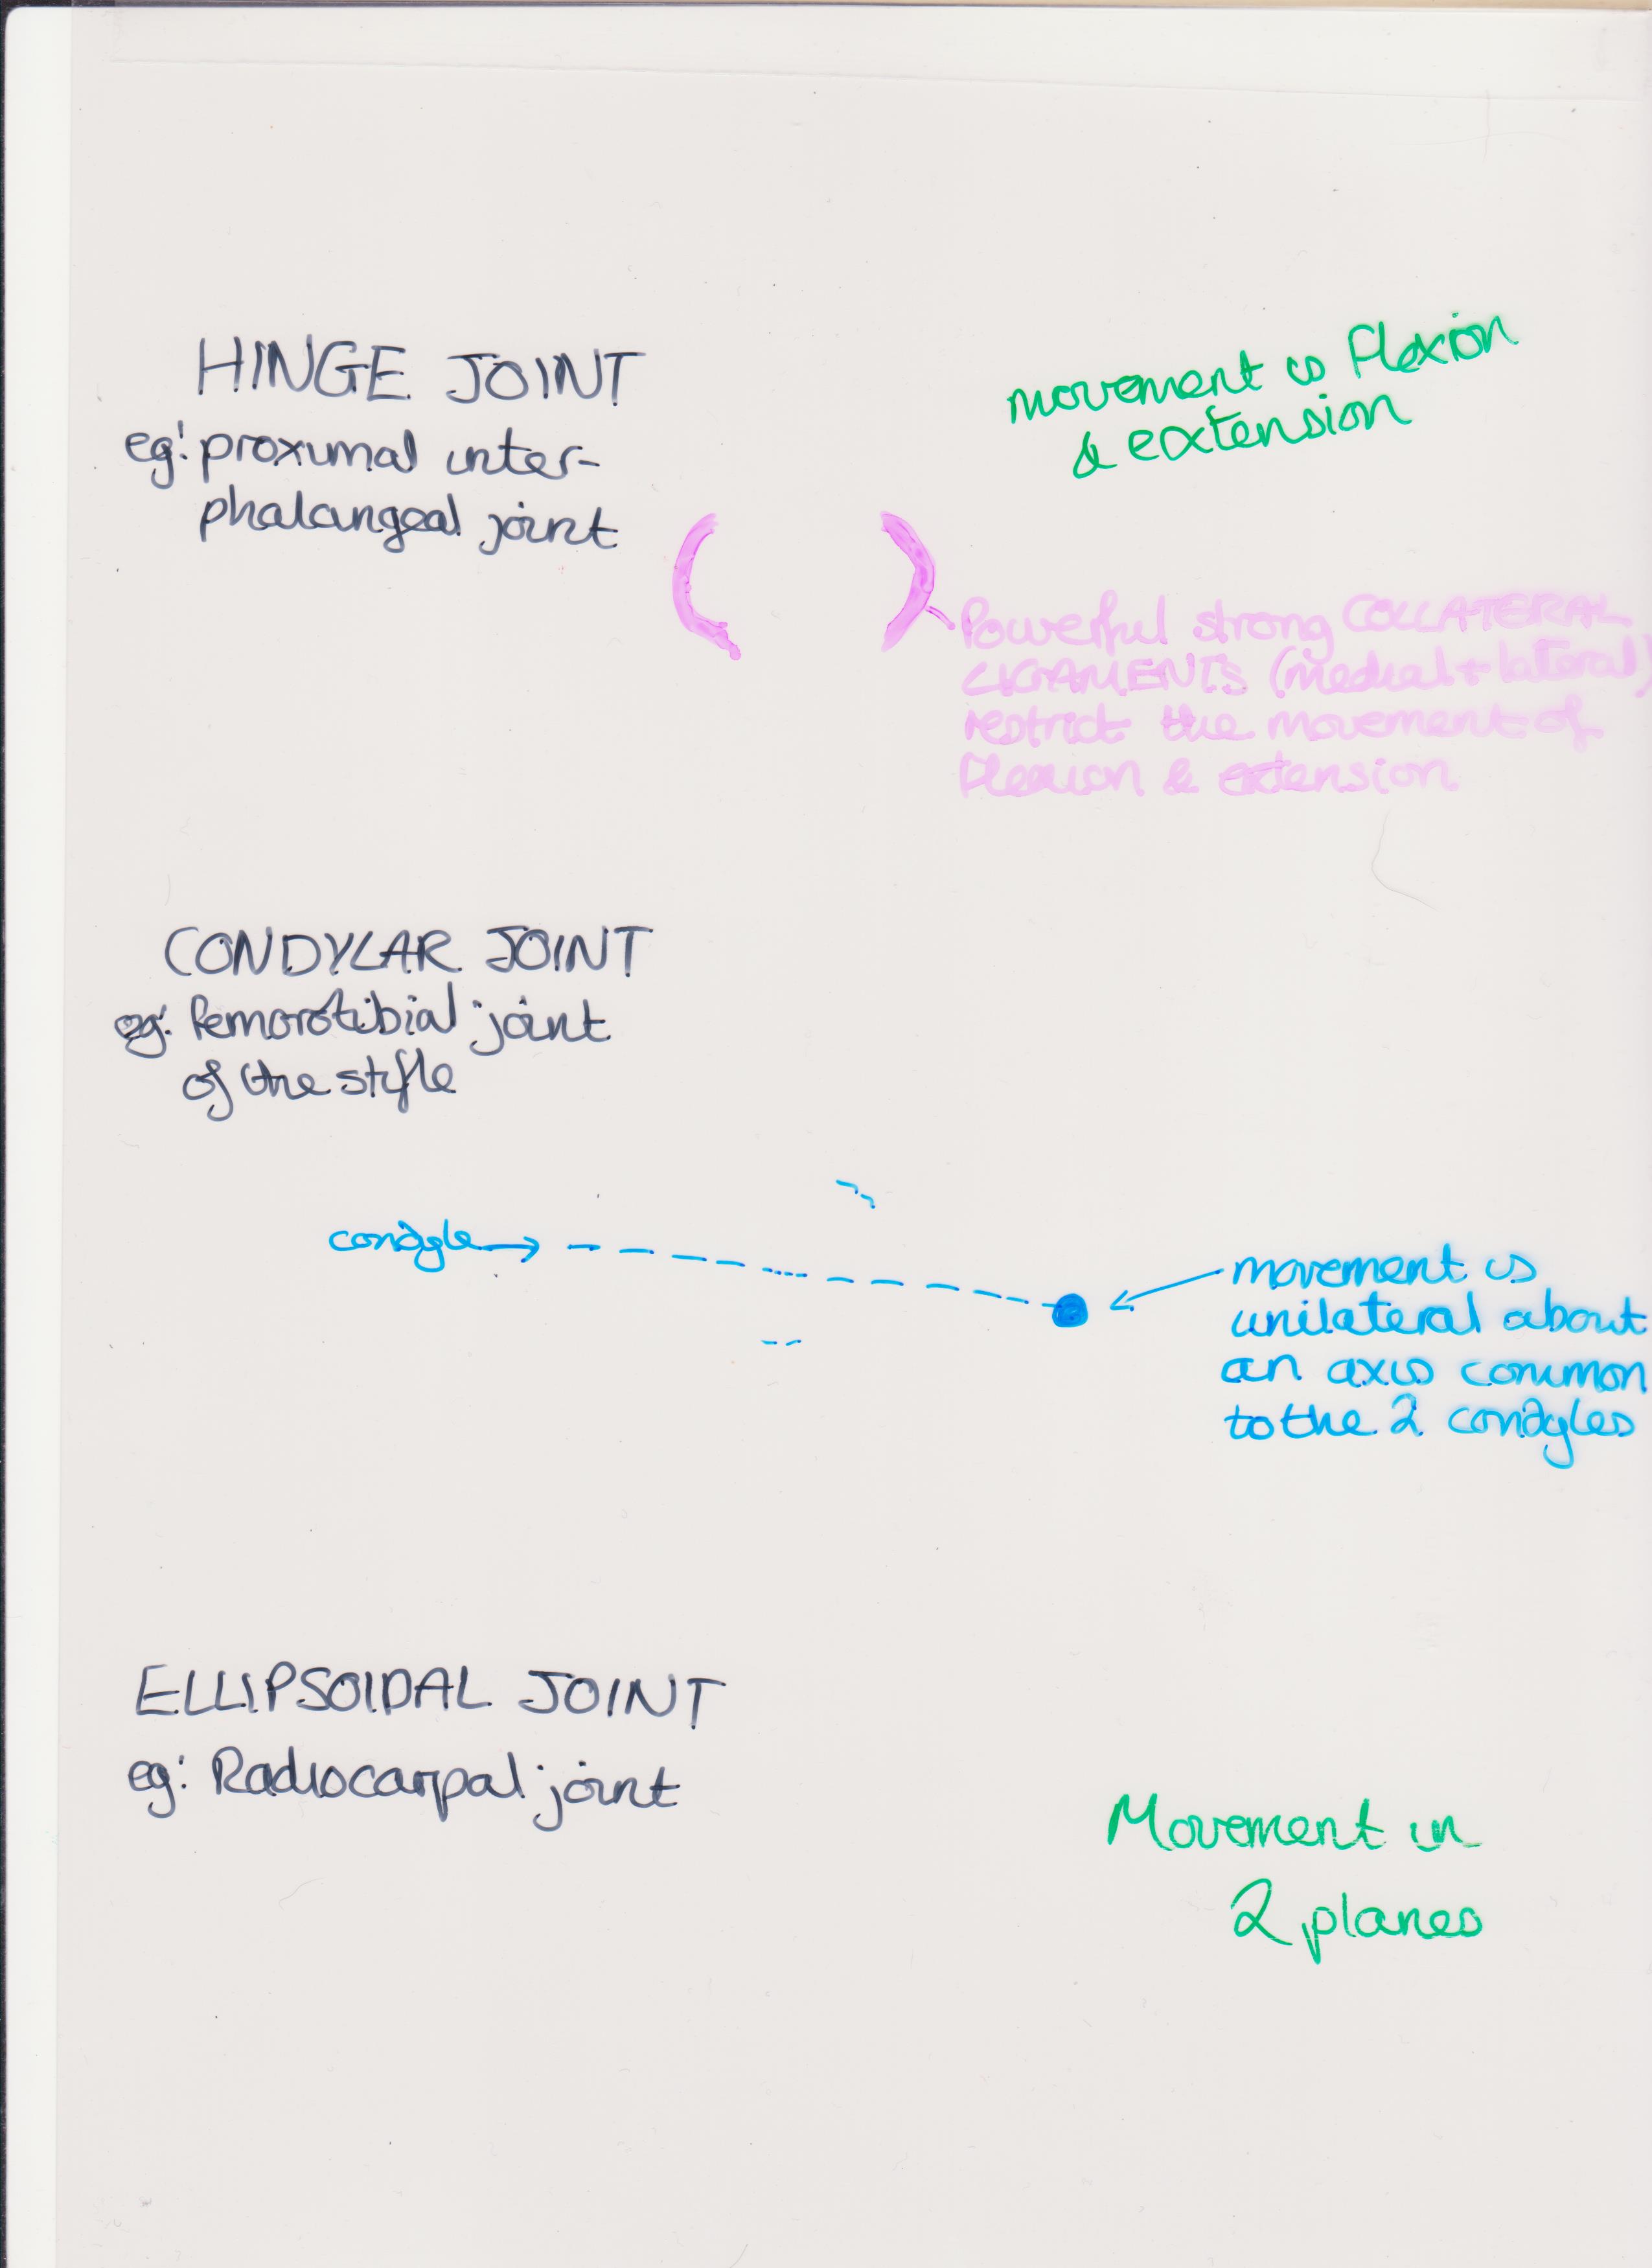 HINGE JOINT
eg: proximal inter-
phalangeal joint
movement is flexion
& extension
Powerful strong COLLATERAL
LIGAMENTS (medial + lateral)
restrict the movement of
flexion & extension
CONDYLAR JOINT
eg: femorotibial joint
of the stifle
condyle
movement is
unilateral about
an axis common
to the 2 condyles
ELLIPSOIDAL JOINT
eg: Radiocarpal joint
Movement in
2 planes